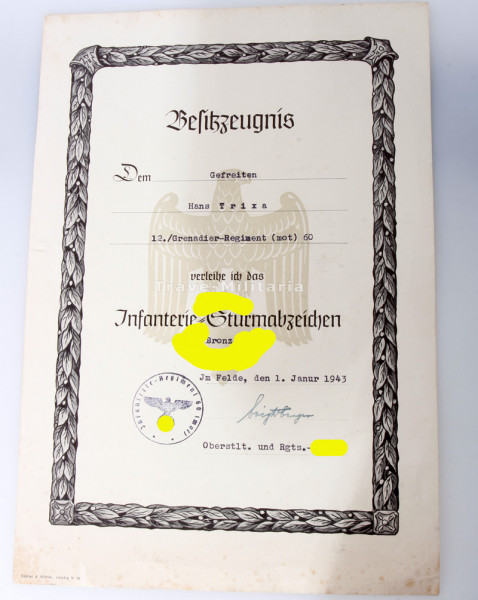 Besitzzeugnis
Dem Gefreiten
Hans Trixa
12./Grenadier-Regiment (mot) 60
verleihe ich das
Trave-Militaria
Infanterie-Sturmabzeichen
Bronz
Jm Felde, den 1. Janur 1943
Oberstlt. und Rgts.-